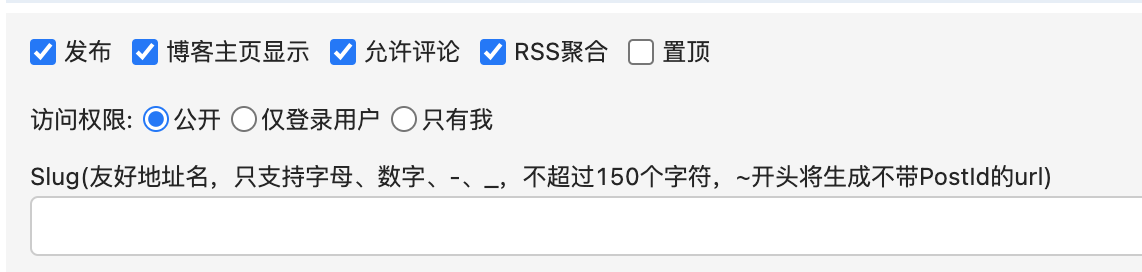 发布 博客主页显示 允许评论 RSS聚合 置顶
访问权限: 公开 仅登录用户 只有我
Slug(友好地址名，只支持字母、数字、-、_，不超过150个字符，~开头将生成不带PostId的url)